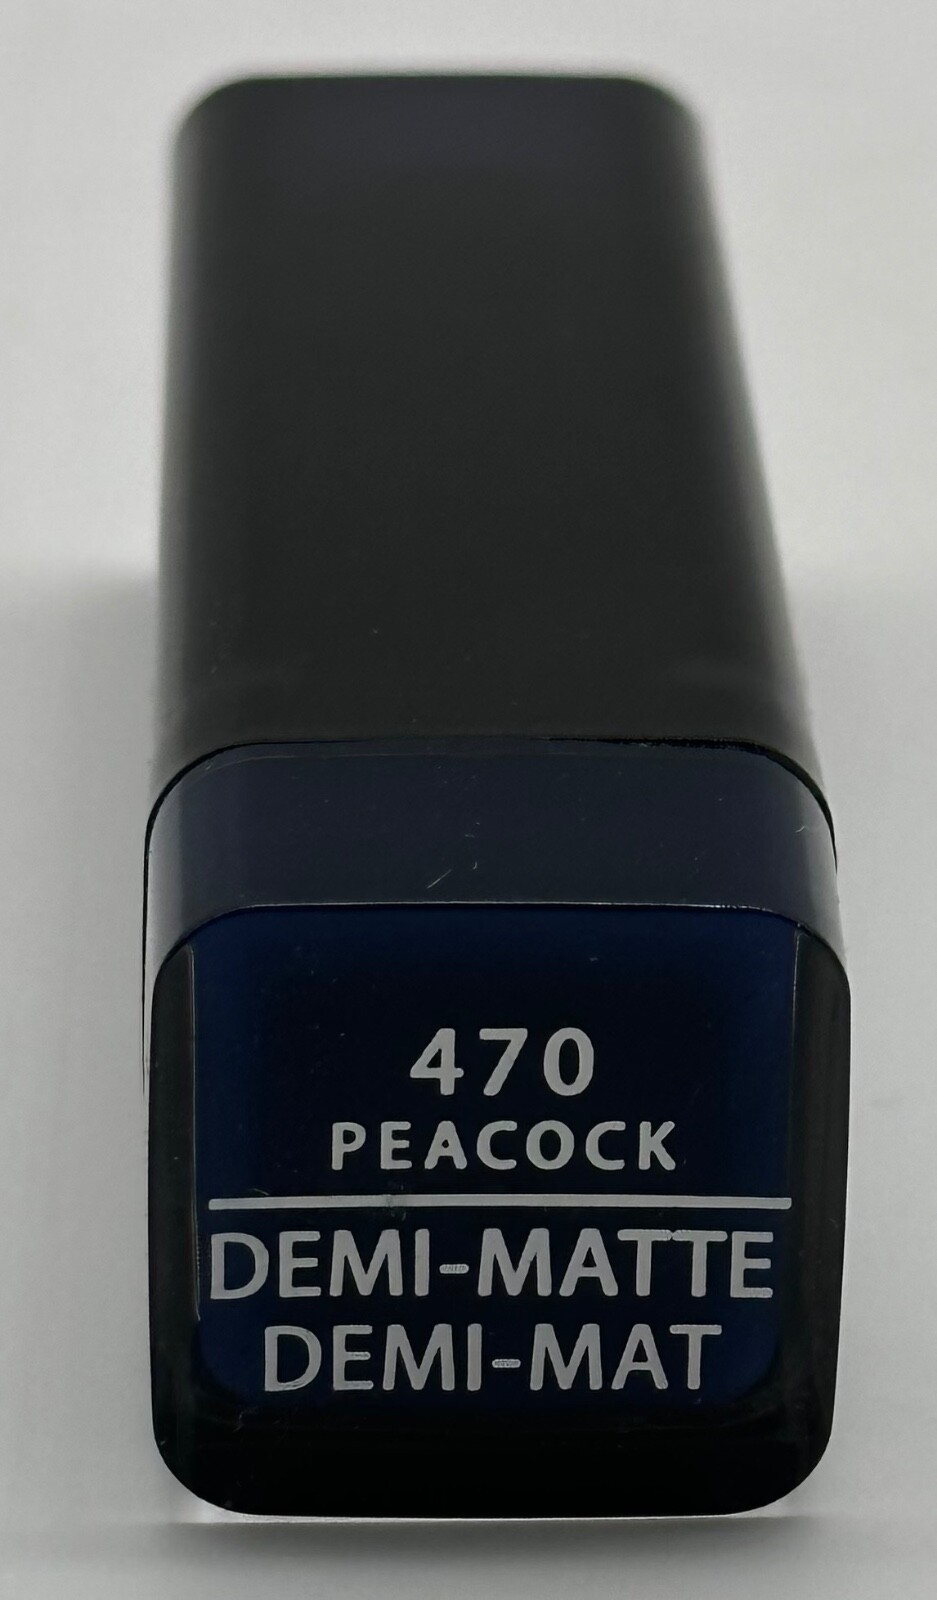 470
PEACOCK
DEMI-MATTE
DEMI-MAT